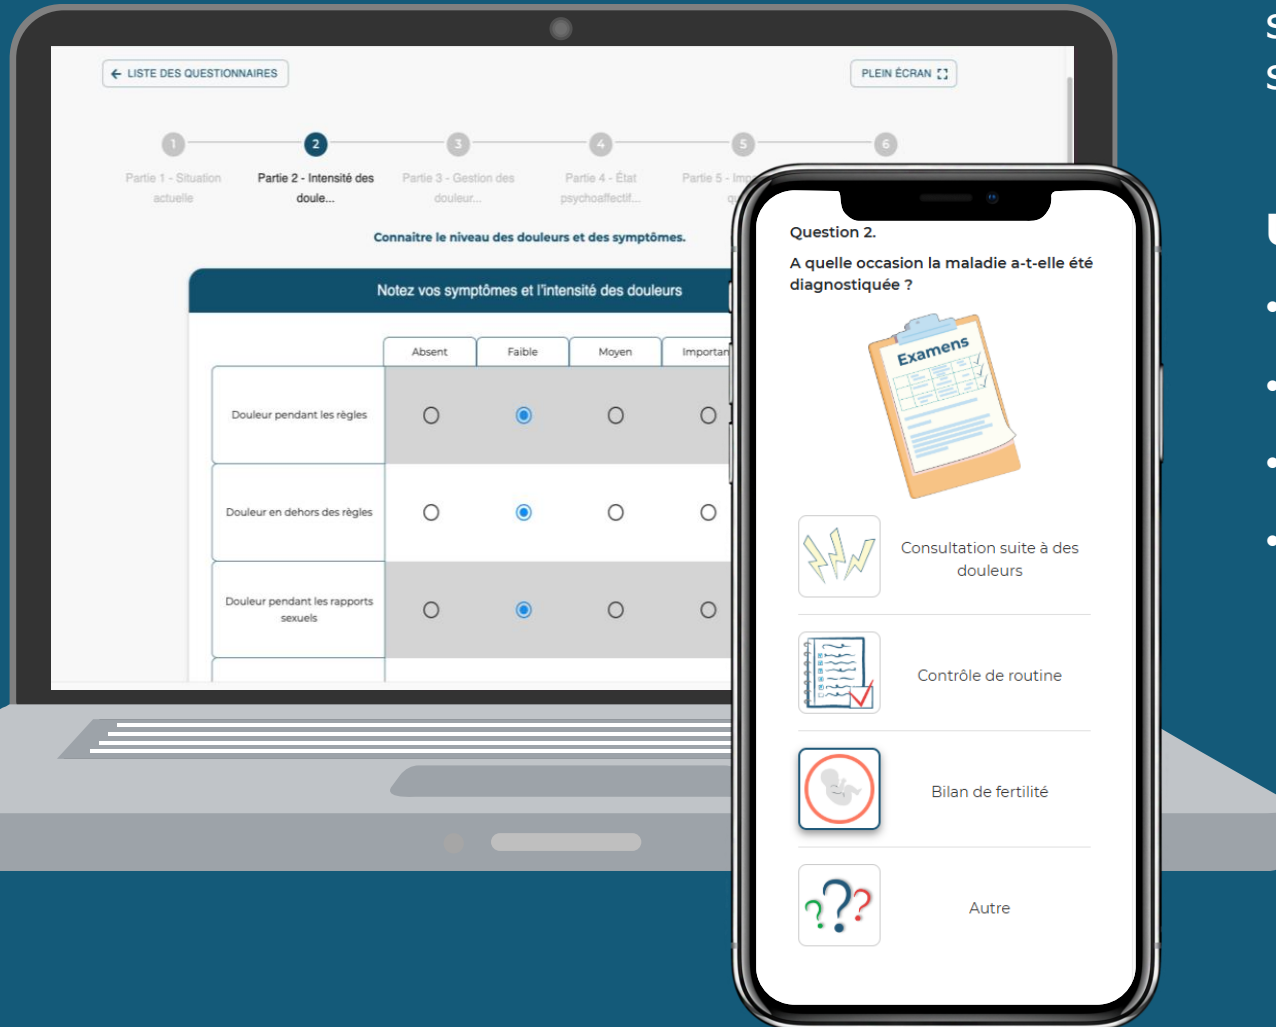 ← LISTE DES QUESTIONNAIRES
PLEIN ÉCRAN
1 2 3 4 5 6
Partie 1 - Situation
actuelle
Partie 2 - Intensité des
doule...
Partie 3 - Gestion des
douleur...
Partie 4 - État
psychoaffectif...
Partie 5 -
Connaitre le niveau des douleurs et des symptômes.
Notez vos symptômes et l'intensité des douleurs
Absent Faible Moyen Importan
Douleur pendant les règles
Douleur en dehors des règles
Douleur pendant les rapports
sexuels
Question 2.
A quelle occasion la maladie a-t-elle été
diagnostiquée ?
Examens
Consultation suite à des
douleurs
Contrôle de routine
Bilan de fertilité
???
Autre